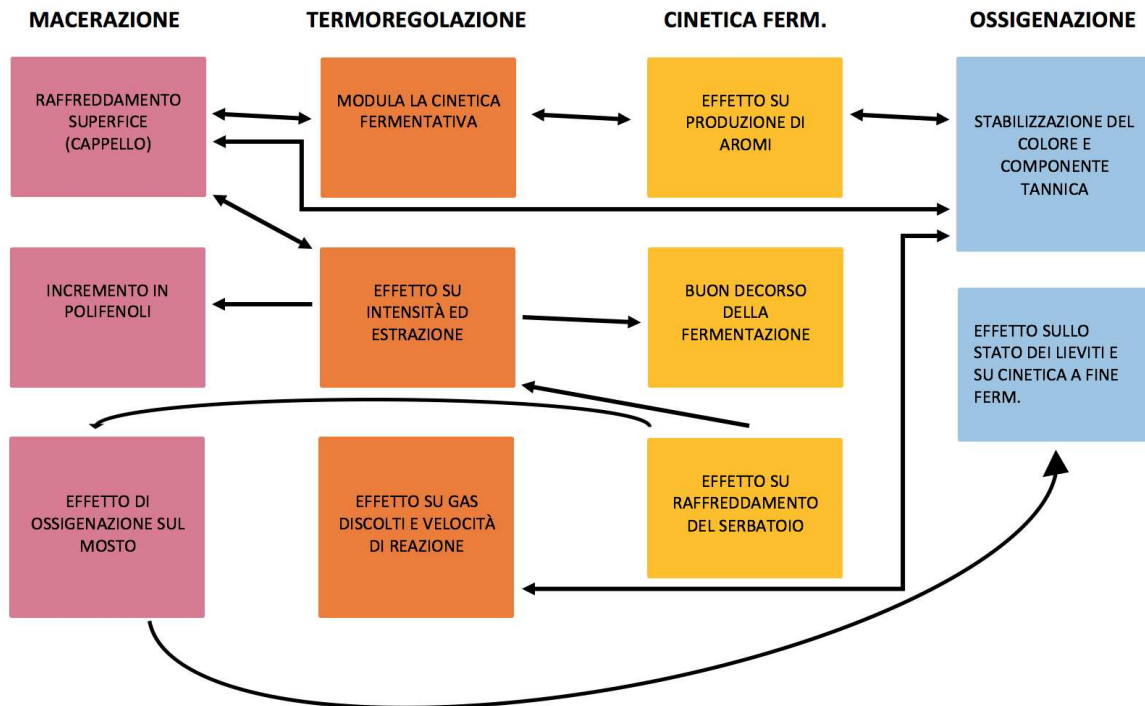 MACERAZIONE
TERMOREGOLAZIONE
CINETICA FERM.
OSSIGENAZIONE
RAFFREDDAMENTO
SUPERFICE
(CAPPELLO)
MODULA LA CINETICA
FERMENTATIVA
EFFETTO SU
PRODUZIONE DI
AROMI
STABILIZZAZIONE DEL
COLORE E
COMPONENTE
TANNICA
INCREMENTO IN
POLIFENOLI
EFFETTO SU
INTENSITÀ ED
ESTRAZIONE
BUON DECORSO
DELLA
FERMENTAZIONE
EFFETTO SULLO
STATO DEI LIEVITI E
SU CINETICA A FINE
FERM.
EFFETTO DI
OSSIGENAZIONE SUL
MOSTO
EFFETTO SU GAS
DISCOLTI E VELOCITÀ
DI REAZIONE
EFFETTO SU
RAFFREDDAMENTO
DEL SERBATOIO